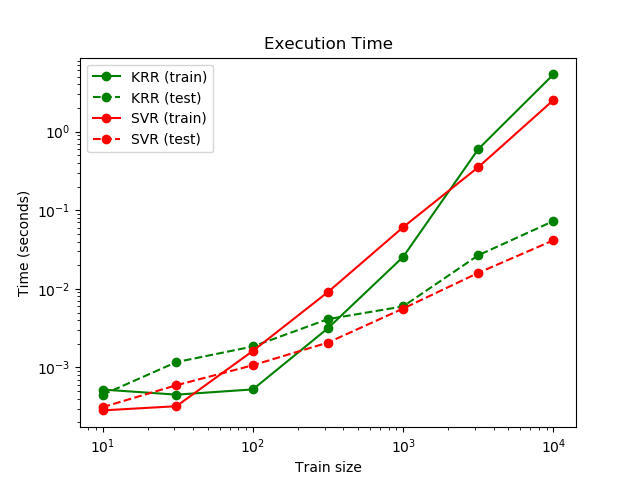 Execution Time
KRR (train)
KRR (test)
SVR (train)
SVR (test)
10⁰
10⁻¹
10⁻²
10⁻³
Time (seconds)
10¹ 10² 10³ 10⁴
Train size